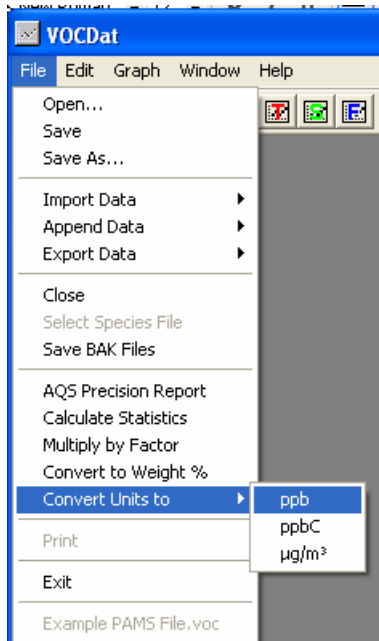 VOCDat
File Edit Graph Window Help
Open...
Save
Save As...
T S F
Import Data
Append Data
Export Data
Close
Select Species File
Save BAK Files
AQS Precision Report
Calculate Statistics
Multiply by Factor
Convert to Weight %
Convert Units to
ppb
ppbC
µg/m³
Print
Exit
Example PAMS File.voc